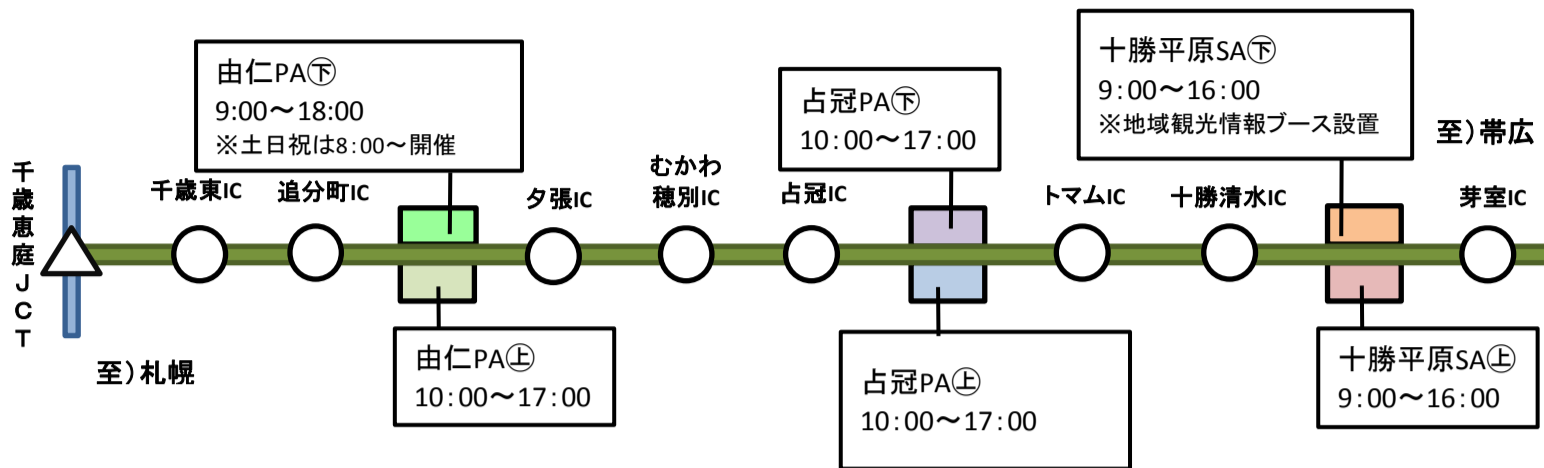 由仁PA㊦
9:00～18:00
※土日祝は8:00～開催
占冠PA㊦
10:00～17:00
十勝平原SA㊦
9:00～16:00
※地域観光情報ブース設置
至）帯広
千歳恵庭JCT
千歳東IC
追分町IC
夕張IC
むかわ
穂別IC
占冠IC
トマムIC
十勝清水IC
芽室IC
至）札幌
由仁PA㊤
10:00～17:00
占冠PA㊤
10:00～17:00
十勝平原SA㊤
9:00～16:00